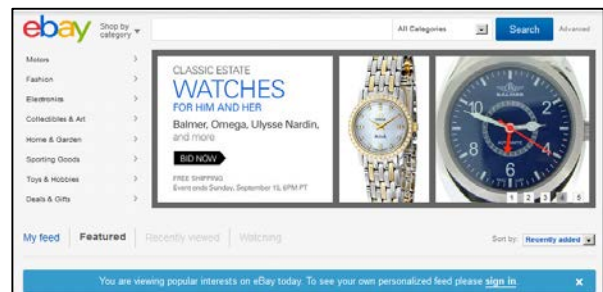 ebay
Shop by
category
All Categories
Search
Advanced
Motors
Fashion
Electronics
Collectibles & Art
Home & Garden
Sporting Goods
Toys & Hobbies
Deals & Gifts
CLASSIC ESTATE
WATCHES
FOR HIM AND HER
Balmer, Omega, Ulysse Nardin,
and more
BID NOW
FREE SHIPPING
Event ends Sunday, September 15, 6PM PT
10
2
8
4
6
BALMER
1 2 3 4 5
My feed
Featured
Recently viewed
Watching
Sort by: Recently added
You are viewing popular interests on eBay today. To see your own personalized feed please sign in. x